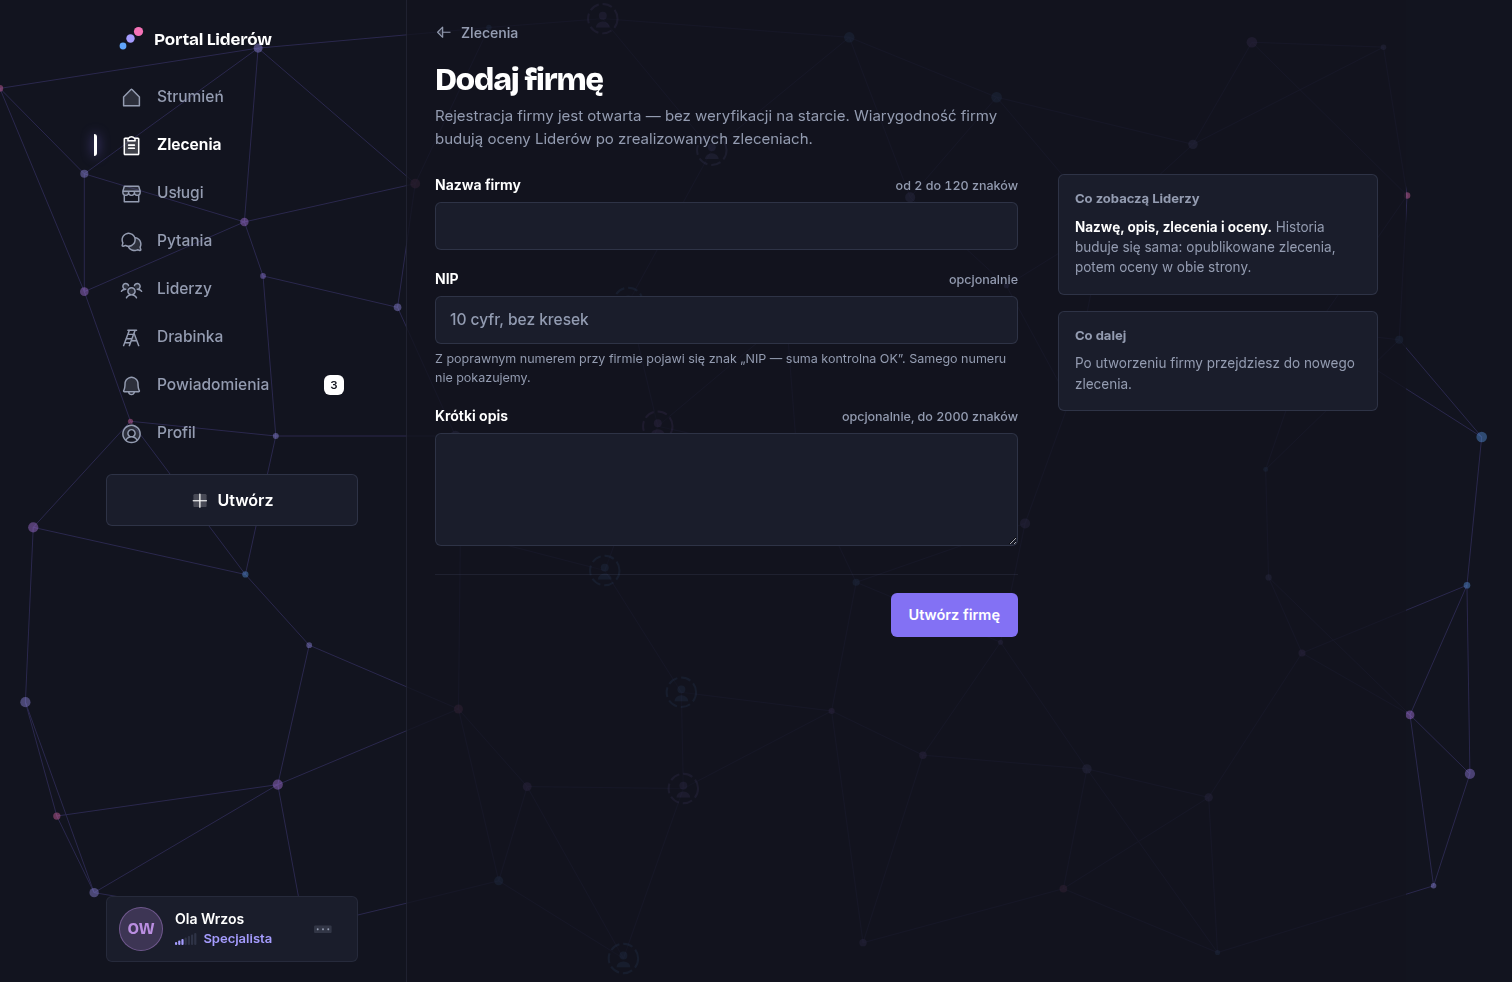 Portal Liderów
Strumień
Zlecenia
Usługi
Pytania
Liderzy
Drabinka
Powiadomienia 3
Profil
Utwórz
OW
Ola Wrzos
Specjalista
Zlecenia
Dodaj firmę
Rejestracja firmy jest otwarta — bez weryfikacji na starcie. Wiarygodność firmy
budują oceny Liderów po zrealizowanych zleceniach.
Nazwa firmy od 2 do 120 znaków
NIP opcjonalnie
10 cyfr, bez kresek
Z poprawnym numerem przy firmie pojawi się znak „NIP — suma kontrolna OK”. Samego numeru
nie pokazujemy.
Krótki opis opcjonalnie, do 2000 znaków
Utwórz firmę
Co zobaczą Liderzy
Nazwę, opis, zlecenia i oceny. Historia
buduje się sama: opublikowane zlecenia,
potem oceny w obie strony.
Co dalej
Po utworzeniu firmy przejdziesz do nowego
zlecenia.